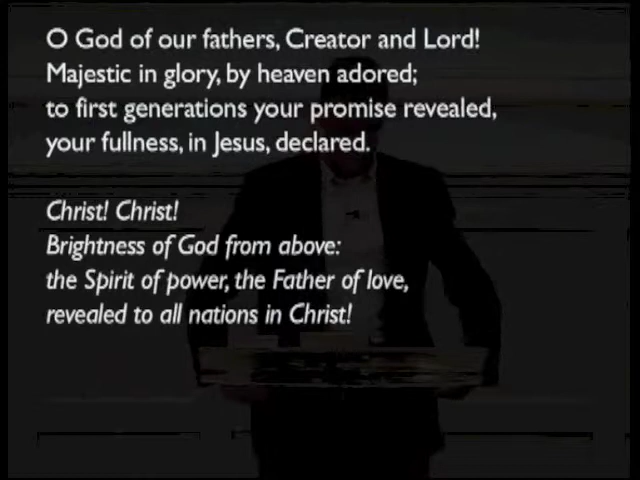 O God of our fathers, Creator and Lord!
Majestic in glory, by heaven adored;
to first generations your promise revealed,
your fullness, in Jesus, declared.
Christ! Christ!
Brightness of God from above:
the Spirit of power, the Father of love,
revealed to all nations in Christ!